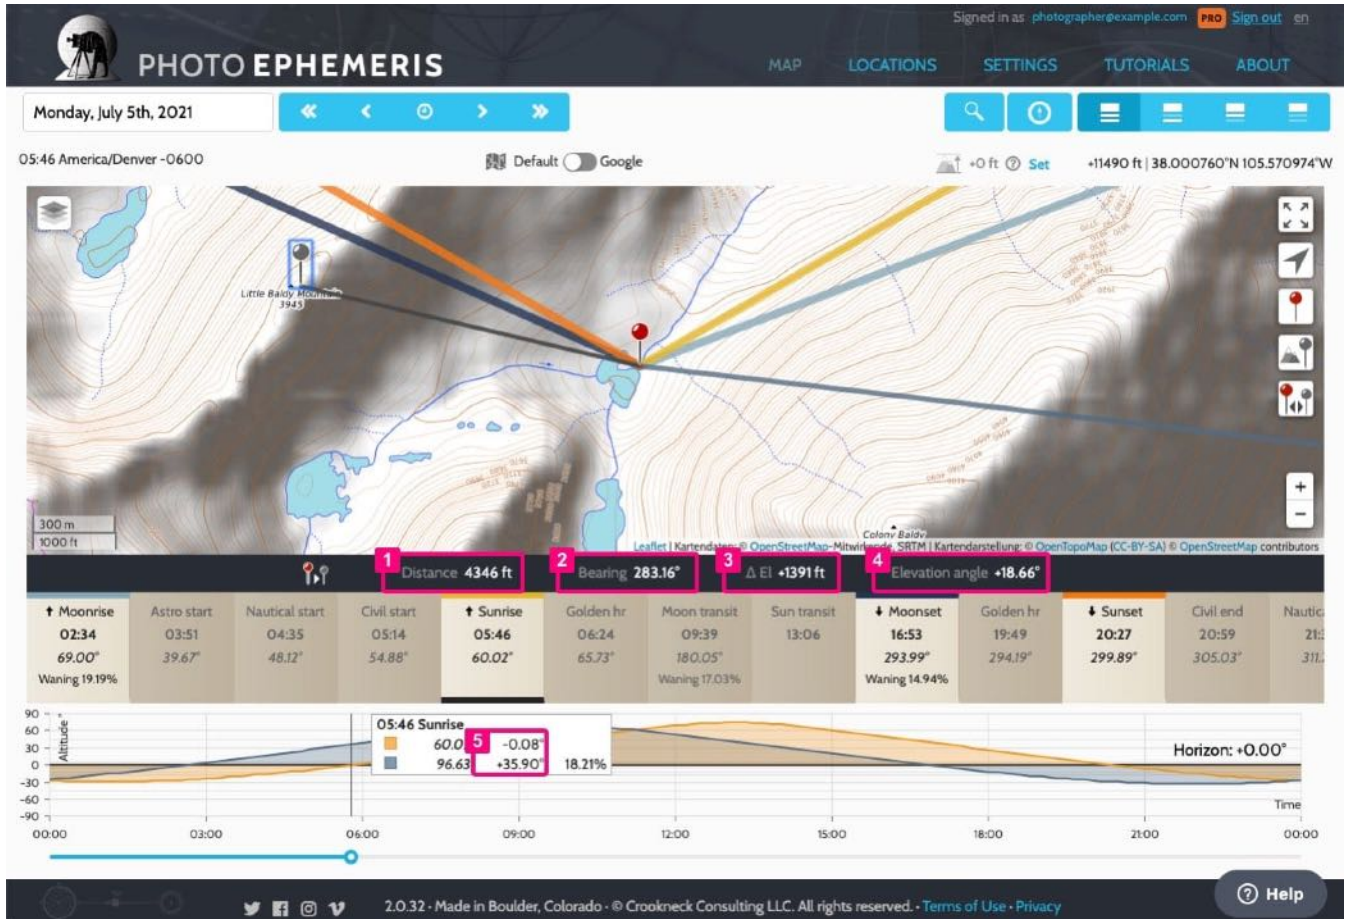 Signed in as photographer@example.com PRO Sign out en
PHOTO EPHEMERIS
MAP LOCATIONS SETTINGS TUTORIALS ABOUT
Monday, July 5th, 2021
05:46 America/Denver -0600
Default Google
+0 ft ? Set
+11490 ft | 38.000760°N 105.570974°W
Little Baldy Mountain
3945
300 m
1000 ft
Colony Baldy
Leaflet | Kartendaten: © OpenStreetMap-Mitwirkende, SRTM | Kartendarstellung: © OpenTopoMap (CC-BY-SA) © OpenStreetMap contributors
1 Distance 4346 ft
2 Bearing 283.16°
3 Δ El +1391 ft
4 Elevation angle +18.66°
↑ Moonrise Astro start Nautical start Civil start ↑ Sunrise Golden hr Moon transit Sun transit ↓ Moonset Golden hr ↓ Sunset Civil end Nautic
02:34 03:51 04:35 05:14 05:46 06:24 09:39 13:06 16:53 19:49 20:27 20:59 21:
69.00° 39.67° 48.12° 54.88° 60.02° 65.73° 180.05° 293.99° 294.19° 299.89° 305.03° 311.
Waning 19.19% Waning 17.03% Waning 14.94%
90
60
30
0
-30
-60
-90
Altitude °
05:46 Sunrise
60.0 5 -0.08°
96.63 +35.90° 18.21%
Horizon: +0.00°
Time
00:00 03:00 06:00 09:00 12:00 15:00 18:00 21:00 00:00
2.0.32 · Made in Boulder, Colorado · © Crookneck Consulting LLC. All rights reserved. · Terms of Use · Privacy
? Help